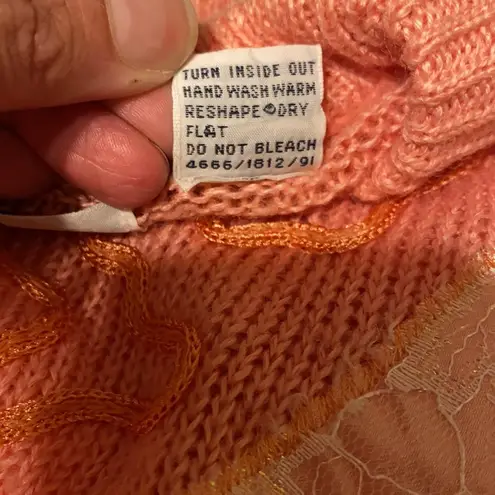 TURN INSIDE OUT
HAND WASH WARM
RESHAPE DRY
FLAT
DO NOT BLEACH
4666/1812/91